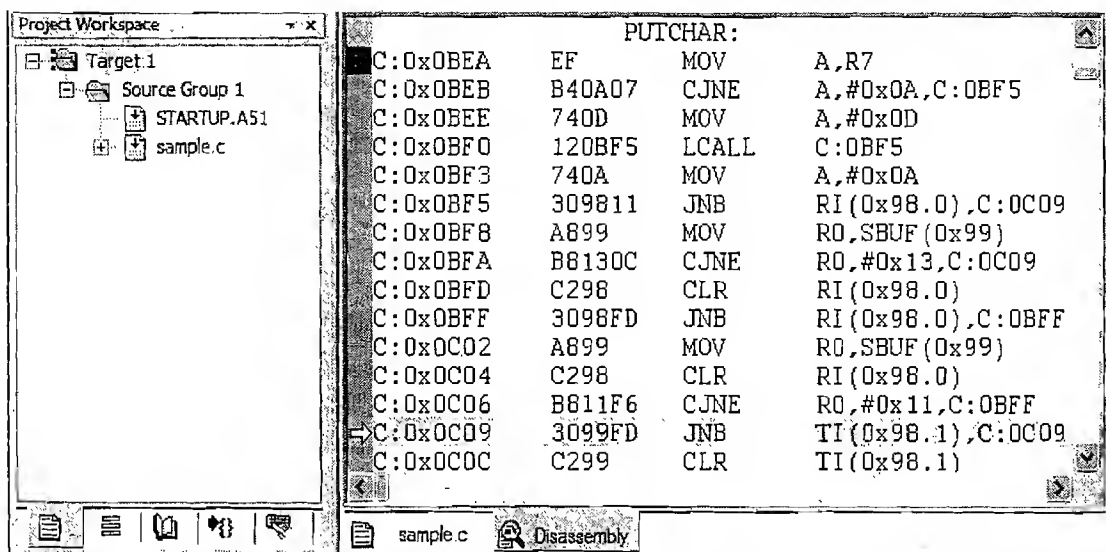 Project Workspace
Target 1
Source Group 1
STARTUP.A51
sample.c
PUTCHAR:
C:0x0BEA EF MOV A,R7
C:0x0BEB B40A07 CJNE A,#0x0A,C:0BF5
C:0x0BEE 740D MOV A,#0x0D
C:0x0BF0 120BF5 LCALL C:0BF5
C:0x0BF3 740A MOV A,#0x0A
C:0x0BF5 309811 JNB RI(0x98.0),C:0C09
C:0x0BF8 A899 MOV R0,SBUF(0x99)
C:0x0BFA B8130C CJNE R0,#0x13,C:0C09
C:0x0BFD C298 CLR RI(0x98.0)
C:0x0BFF 3098FD JNB RI(0x98.0),C:0BFF
C:0x0C02 A899 MOV R0,SBUF(0x99)
C:0x0C04 C298 CLR RI(0x98.0)
C:0x0C06 B811F6 CJNE R0,#0x11,C:0BFF
C:0x0C09 3099FD JNB TI(0x98.1),C:0C09
C:0x0C0C C299 CLR TI(0x98.1)
sample.c Disassembly